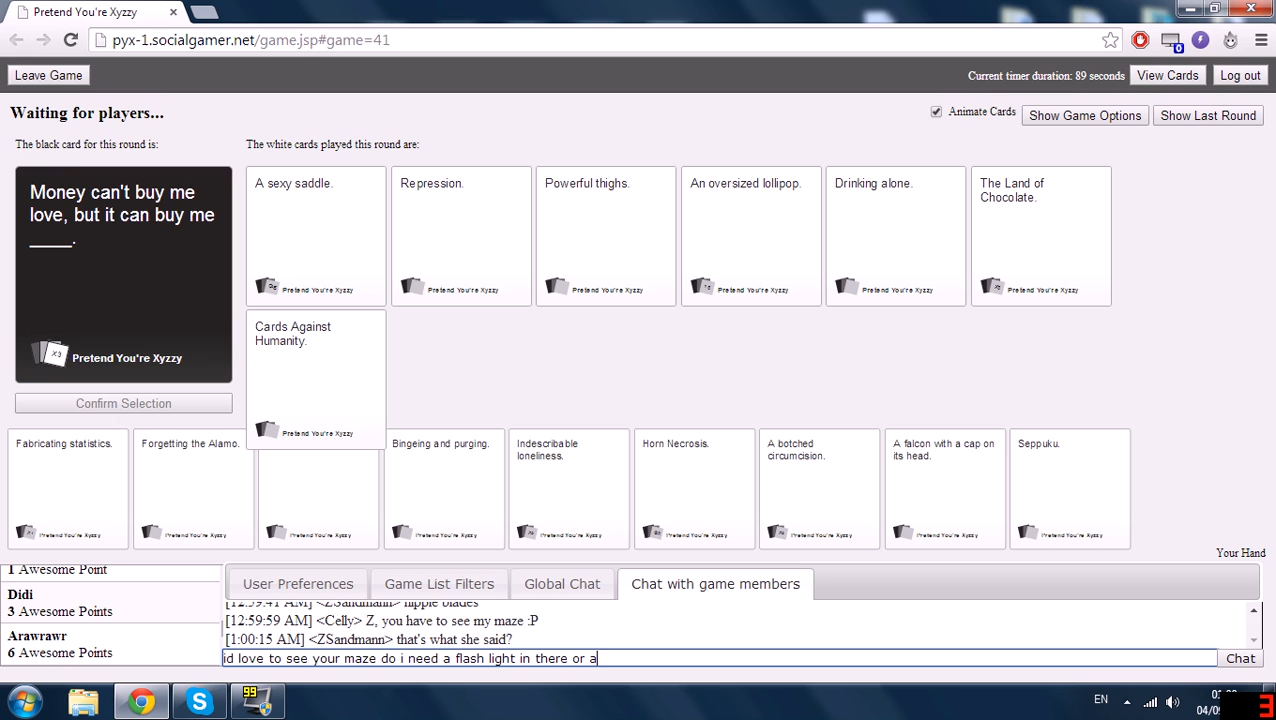 Pretend You're Xyzzy
pyx-1.socialgamer.net/game.jsp#game=41
Leave Game
Current timer duration: 89 seconds
View Cards
Log out
Waiting for players...
Animate Cards
Show Game Options
Show Last Round
The black card for this round is:
The white cards played this round are:
Money can't buy me
love, but it can buy me
____.
X3
Pretend You're Xyzzy
Confirm Selection
A sexy saddle.
Pretend You're Xyzzy
Repression.
Pretend You're Xyzzy
Powerful thighs.
Pretend You're Xyzzy
An oversized lollipop.
Pretend You're Xyzzy
Drinking alone.
Pretend You're Xyzzy
The Land of
Chocolate.
Pretend You're Xyzzy
Cards Against
Humanity.
Pretend You're Xyzzy
Fabricating statistics.
Pretend You're Xyzzy
Forgetting the Alamo.
Pretend You're Xyzzy
Pretend You're Xyzzy
Bingeing and purging.
Pretend You're Xyzzy
Indescribable
loneliness.
Pretend You're Xyzzy
Horn Necrosis.
Pretend You're Xyzzy
A botched
circumcision.
Pretend You're Xyzzy
A falcon with a cap on
its head.
Pretend You're Xyzzy
Seppuku.
Pretend You're Xyzzy
Your Hand
1 Awesome Point
Didi
3 Awesome Points
Arawrawr
6 Awesome Points
User Preferences
Game List Filters
Global Chat
Chat with game members
[12:59:41 AM] <ZSandmann> nipple blades
[12:59:59 AM] <Celly> Z, you have to see my maze :P
[1:00:15 AM] <ZSandmann> that's what she said?
id love to see your maze do i need a flash light in there or a
Chat
99
EN
3